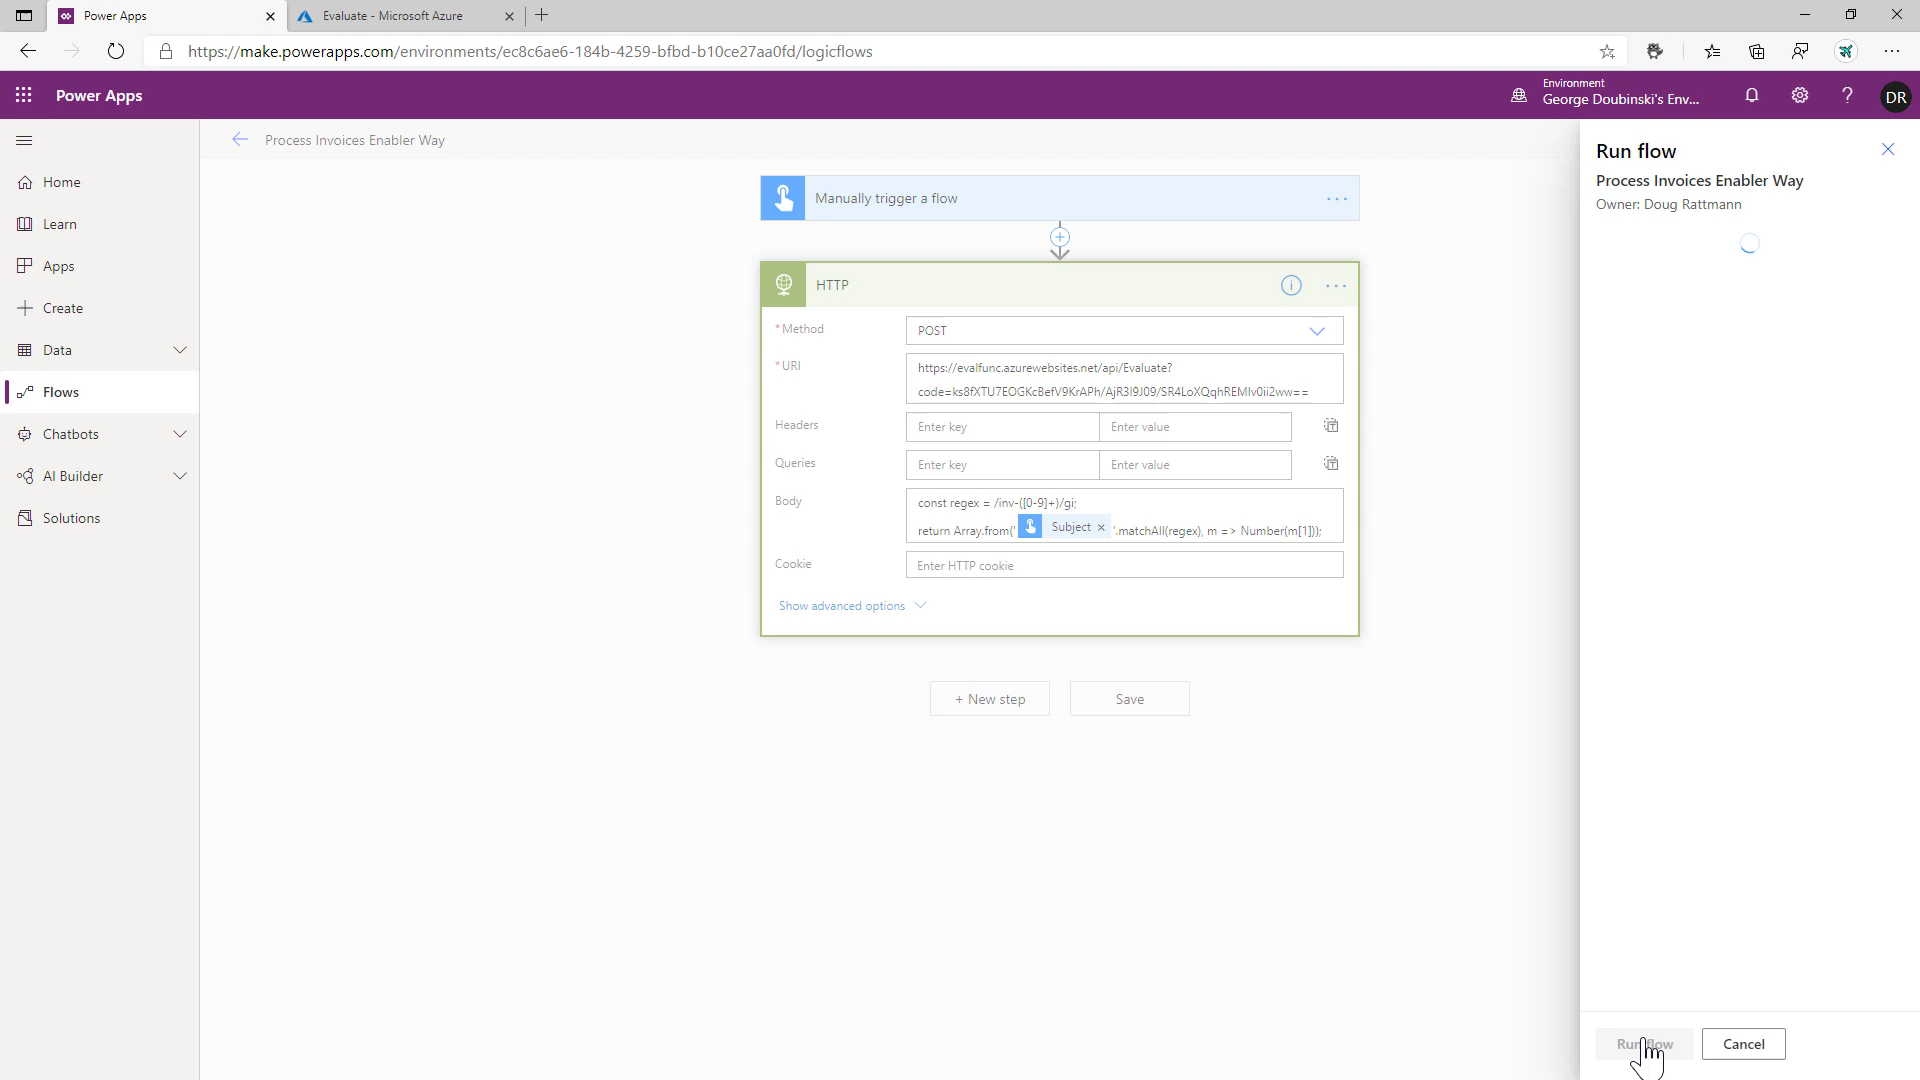 Power Apps
Evaluate - Microsoft Azure
https://make.powerapps.com/environments/ec8c6ae6-184b-4259-bfbd-b10ce27aa0fd/logicflows
Power Apps
Environment
George Doubinski's Env...
DR
Home
Learn
Apps
Create
Data
Flows
Chatbots
AI Builder
Solutions
Process Invoices Enabler Way
Manually trigger a flow
HTTP
* Method
POST
* URI
https://evalfunc.azurewebsites.net/api/Evaluate?
code=ks8fXTU7EOGKcBefV9KrAPh/AjR3I9J09/SR4LoXQqhREMlv0ii2ww==
Headers
Enter key
Enter value
Queries
Enter key
Enter value
Body
const regex = /inv-([0-9]+)/gi;
return Array.from(' Subject × '.matchAll(regex), m => Number(m[1]));
Cookie
Enter HTTP cookie
Show advanced options
+ New step
Save
Run flow
Process Invoices Enabler Way
Owner: Doug Rattmann
Run flow
Cancel